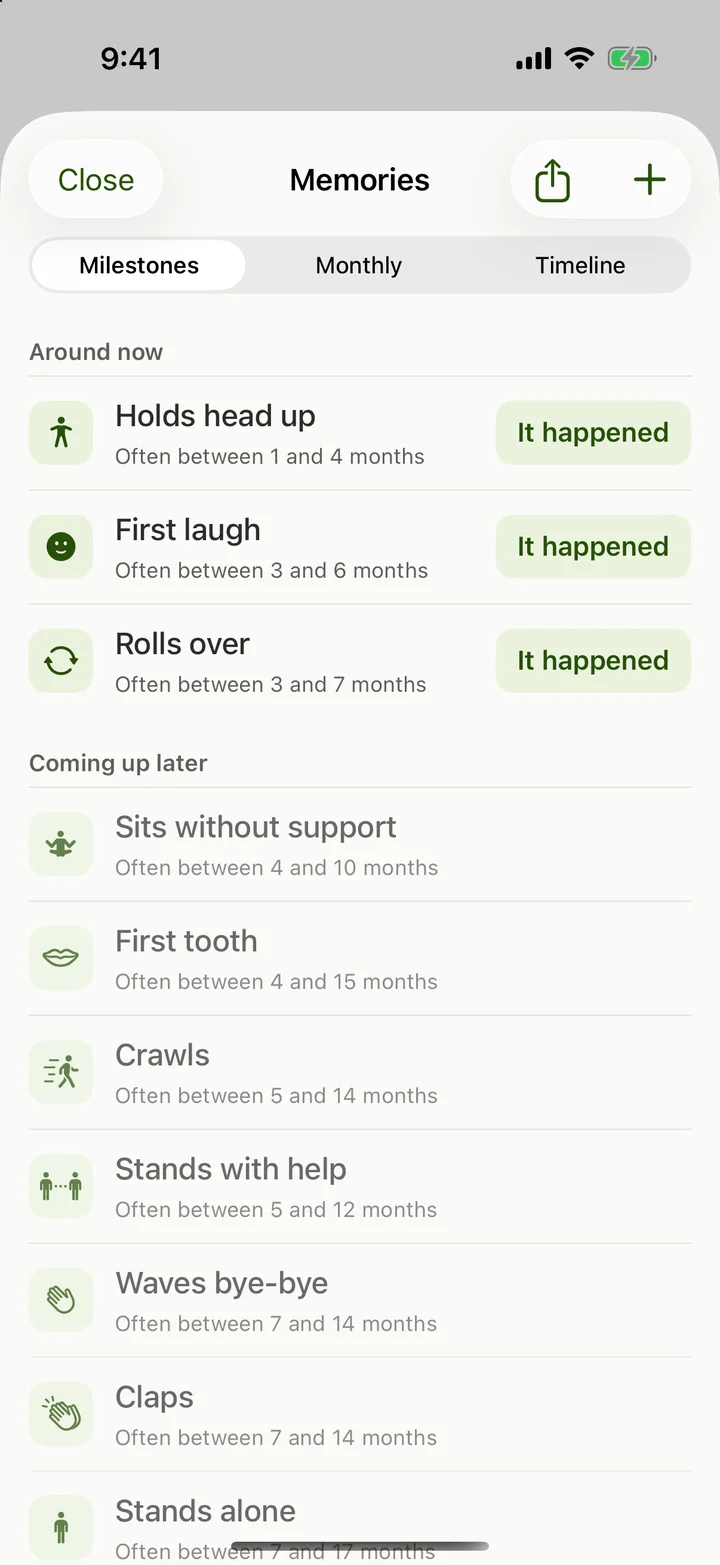 9:41
Close
Memories
Milestones
Monthly
Timeline
Around now
Holds head up
Often between 1 and 4 months
It happened
First laugh
Often between 3 and 6 months
It happened
Rolls over
Often between 3 and 7 months
It happened
Coming up later
Sits without support
Often between 4 and 10 months
First tooth
Often between 4 and 15 months
Crawls
Often between 5 and 14 months
Stands with help
Often between 5 and 12 months
Waves bye-bye
Often between 7 and 14 months
Claps
Often between 7 and 14 months
Stands alone
Often between 7 and 17 months